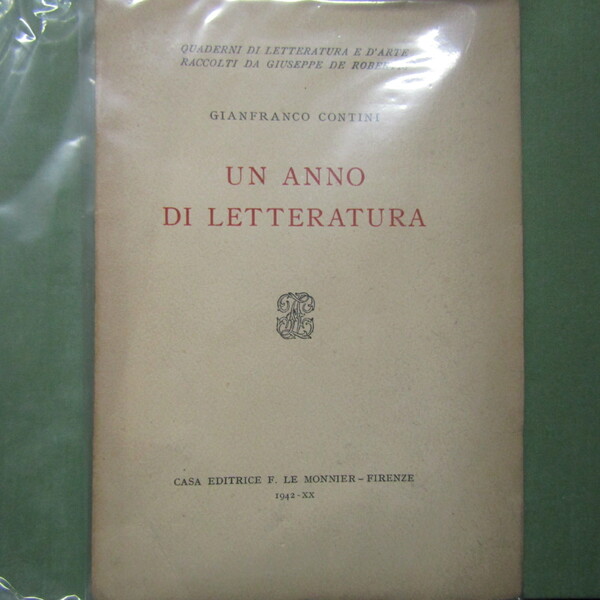 QUADERNI DI LETTERATURA E D'ARTE
RACCOLTI DA GIUSEPPE DE
GIANFRANCO CONTINI
UN ANNO
DI LETTERATURA
CASA EDITRICE F. LE MONNIER - FIRENZE
1942-XX